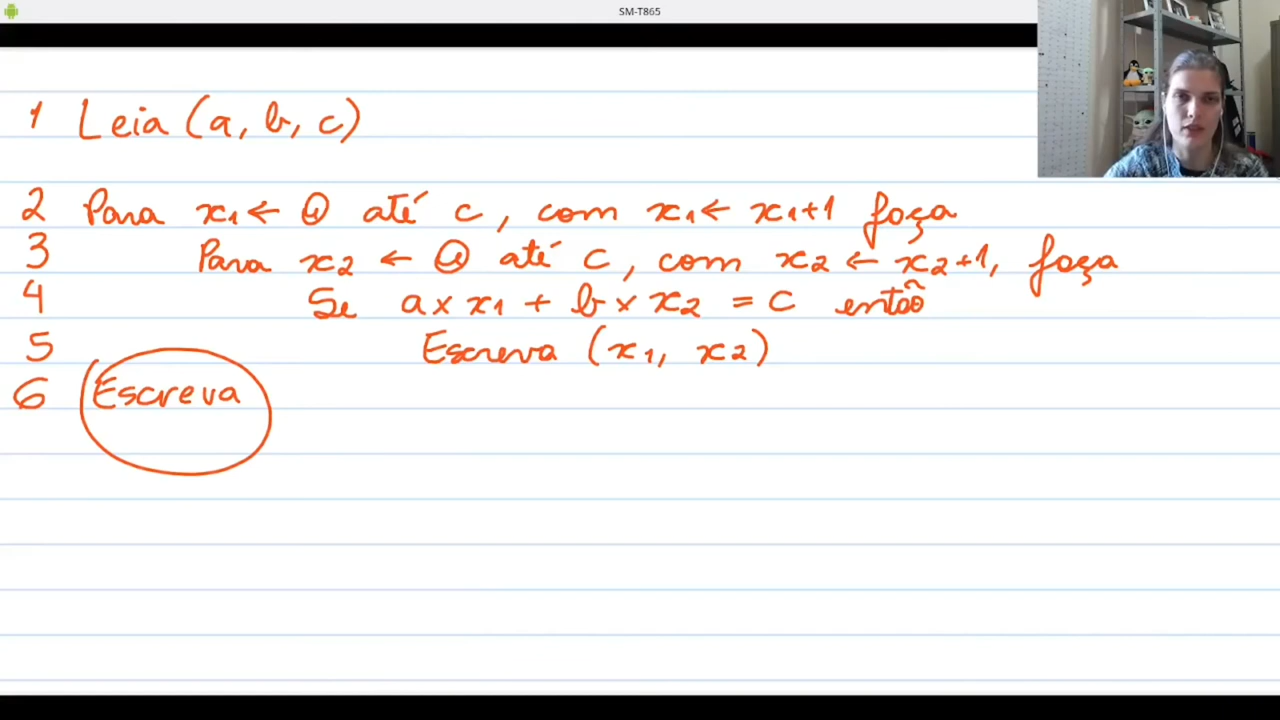 SM-T865
1 Leia (a, b, c)
2 Para x1 ← 0 até c, com x1 ← x1+1 faça
3 Para x2 ← 0 até c, com x2 ← x2+1, faça
4 Se a x x1 + b x x2 = c então
5 Escreva (x1, x2)
6 Escreva